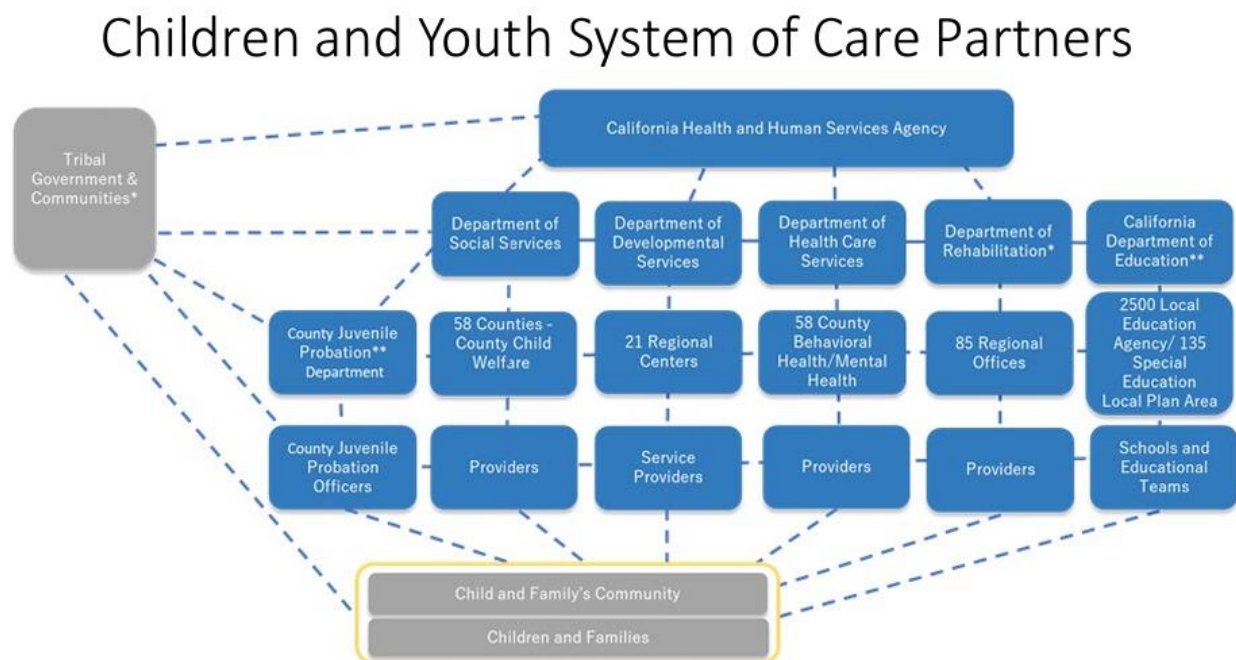 Children and Youth System of Care Partners
California Health and Human Services Agency
Tribal
Government &
Communities*
Department of
Social Services
Department of
Developmental
Services
Department of
Health Care
Services
Department of
Rehabilitation*
California
Department of
Education**
County Juvenile
Probation**
Department
58 Counties -
County Child
Welfare
21 Regional
Centers
58 County
Behavioral
Health/Mental
Health
85 Regional
Offices
2500 Local
Education
Agency/ 135
Special
Education
Local Plan Area
County Juvenile
Probation
Officers
Providers
Service
Providers
Providers
Providers
Schools and
Educational
Teams
Child and Family's Community
Children and Families